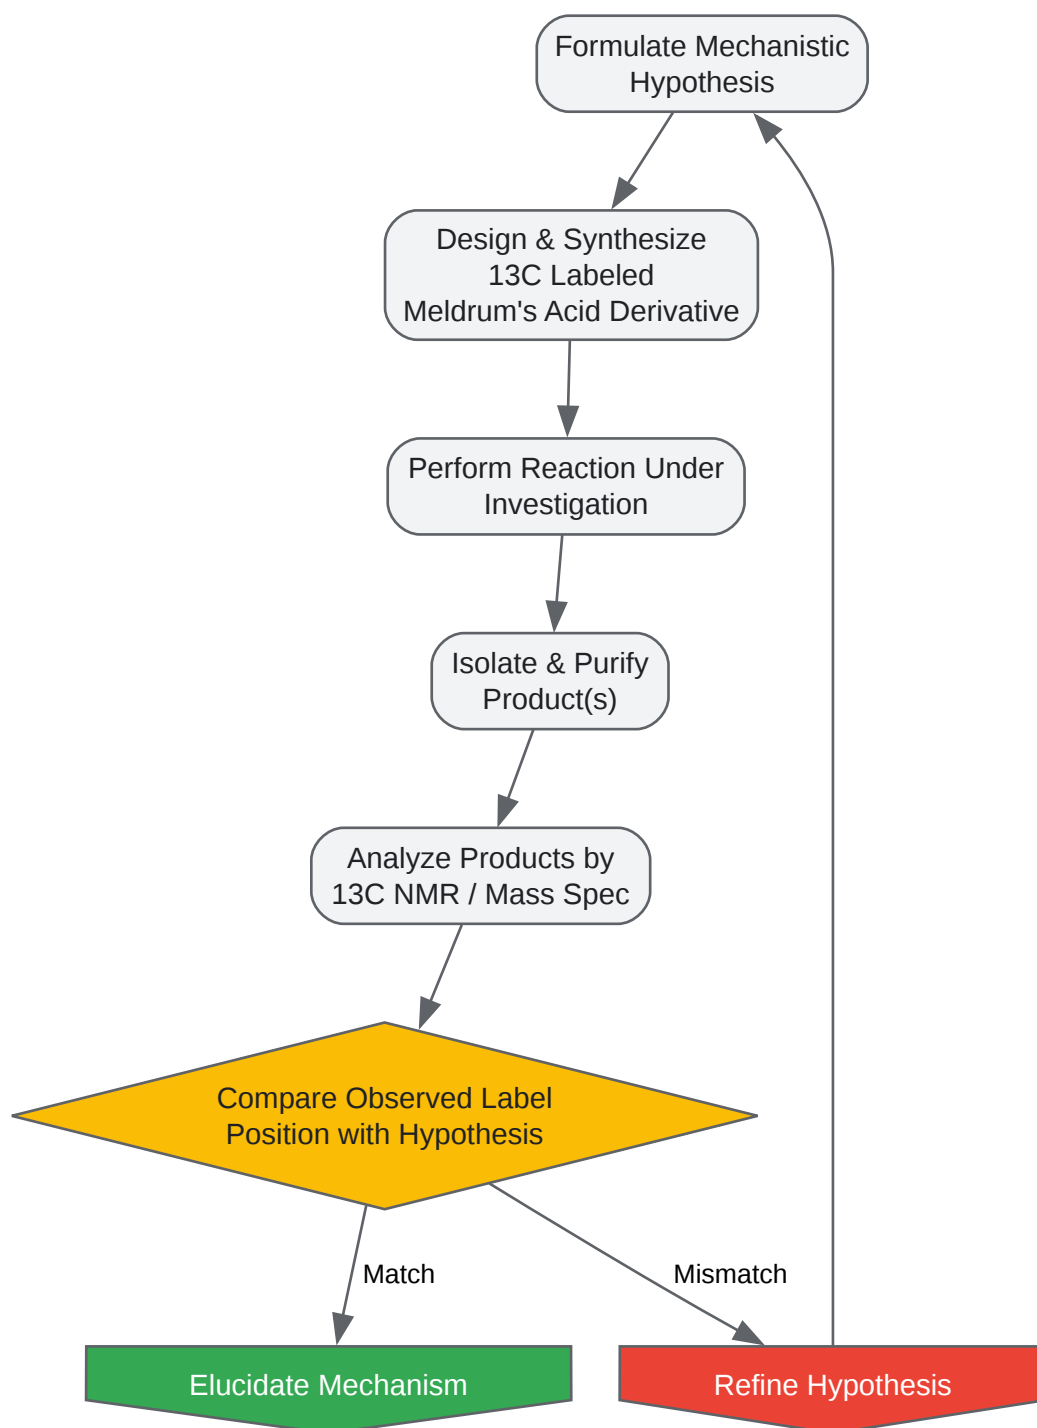 Formulate Mechanistic
Hypothesis
Design & Synthesize
13C Labeled
Meldrum's Acid Derivative
Perform Reaction Under
Investigation
Isolate & Purify
Product(s)
Analyze Products by
13C NMR / Mass Spec
Compare Observed Label
Position with Hypothesis
Match
Mismatch
Elucidate Mechanism
Refine Hypothesis